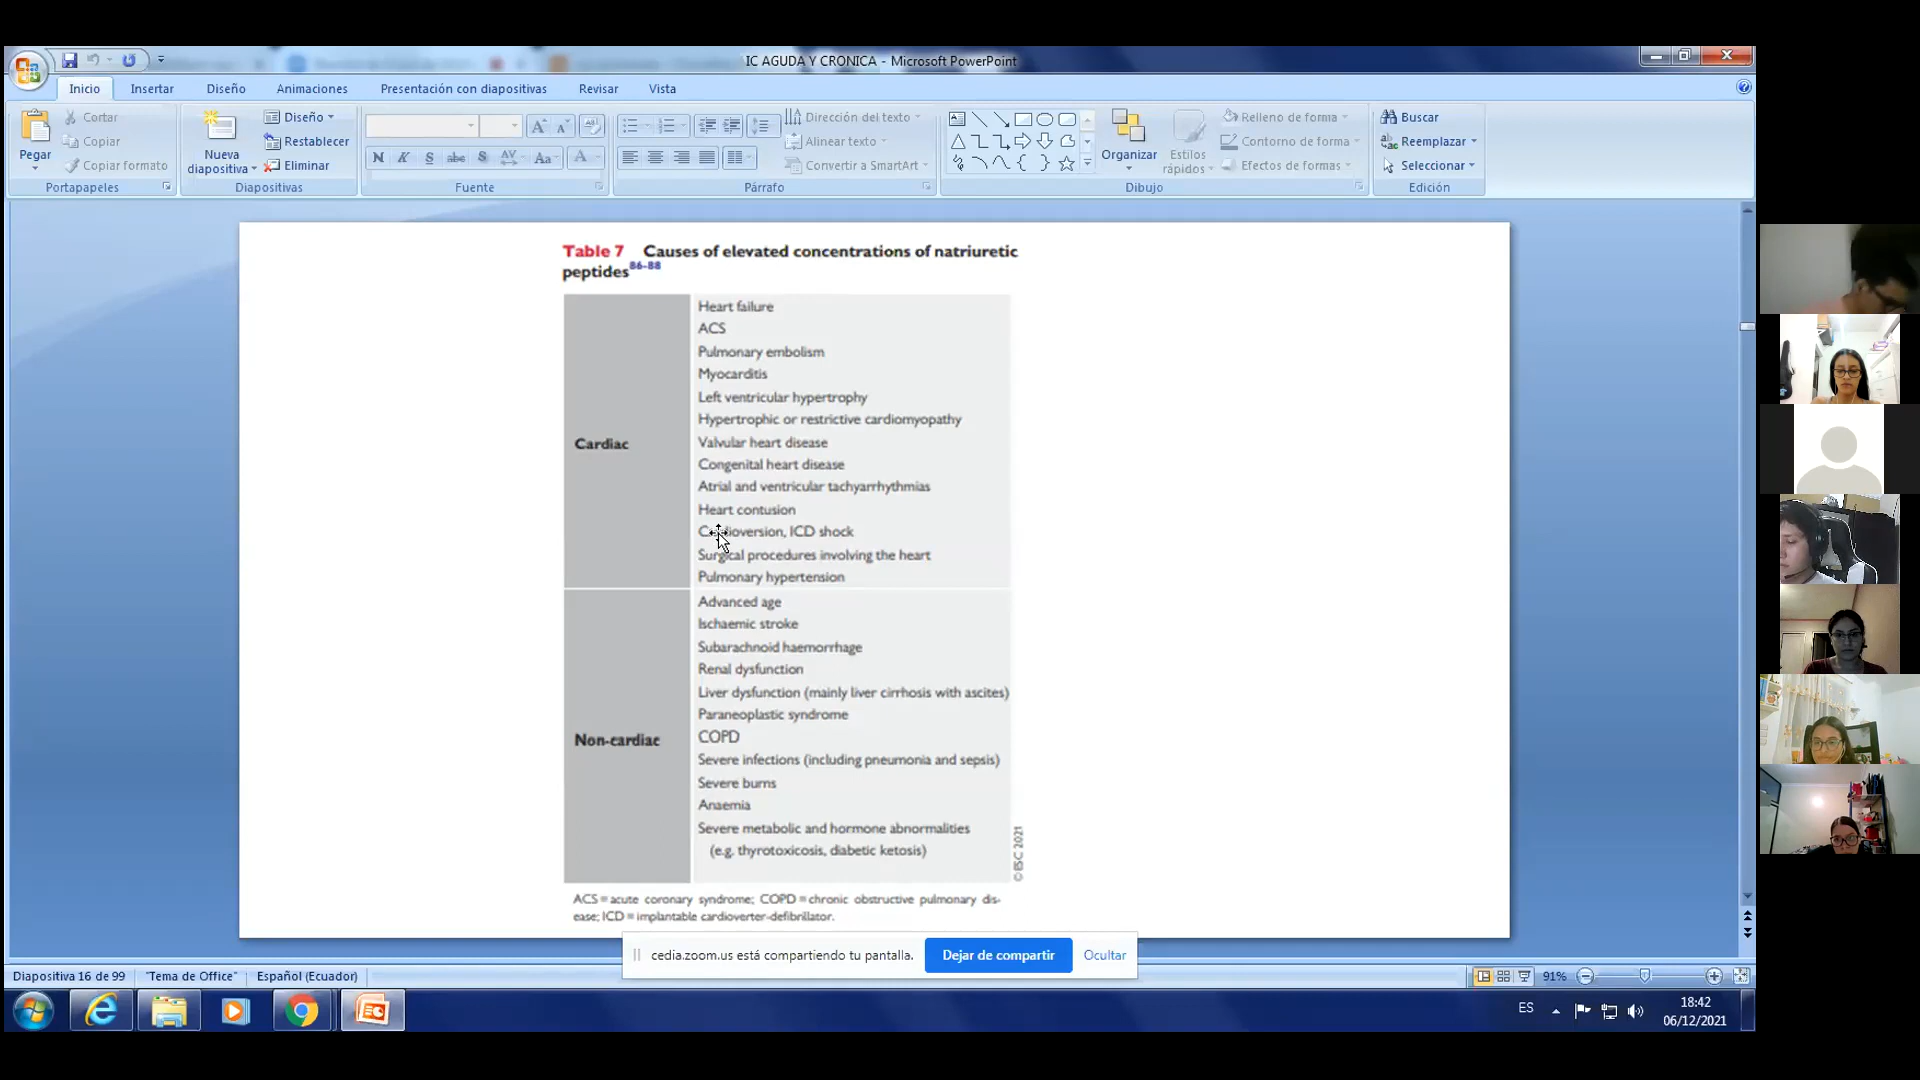 IC AGUDA Y CRONICA - Microsoft PowerPoint
Inicio
Insertar
Diseño
Animaciones
Presentación con diapositivas
Revisar
Vista
Pegar
Cortar
Copiar
Copiar formato
Portapapeles
Nueva
diapositiva
Diseño
Restablecer
Eliminar
Diapositivas
N K S abc S AV Aa A
Fuente
Dirección del texto
Alinear texto
Convertir a SmartArt
Párrafo
Organizar
Estilos
rápidos
Relleno de forma
Contorno de forma
Efectos de formas
Dibujo
Buscar
Reemplazar
Seleccionar
Edición
Table 7 Causes of elevated concentrations of natriuretic
peptides86-88
Cardiac
Heart failure
ACS
Pulmonary embolism
Myocarditis
Left ventricular hypertrophy
Hypertrophic or restrictive cardiomyopathy
Valvular heart disease
Congenital heart disease
Atrial and ventricular tachyarrhythmias
Heart contusion
Cardioversion, ICD shock
Surgical procedures involving the heart
Pulmonary hypertension
Non-cardiac
Advanced age
Ischaemic stroke
Subarachnoid haemorrhage
Renal dysfunction
Liver dysfunction (mainly liver cirrhosis with ascites)
Paraneoplastic syndrome
COPD
Severe infections (including pneumonia and sepsis)
Severe burns
Anaemia
Severe metabolic and hormone abnormalities
(e.g. thyrotoxicosis, diabetic ketosis)
©ESC 2021
ACS = acute coronary syndrome; COPD = chronic obstructive pulmonary dis-
ease; ICD = implantable cardioverter-defibrillator.
cedia.zoom.us está compartiendo tu pantalla.
Dejar de compartir
Ocultar
Diapositiva 16 de 99
"Tema de Office"
Español (Ecuador)
91%
ES
18:42
06/12/2021